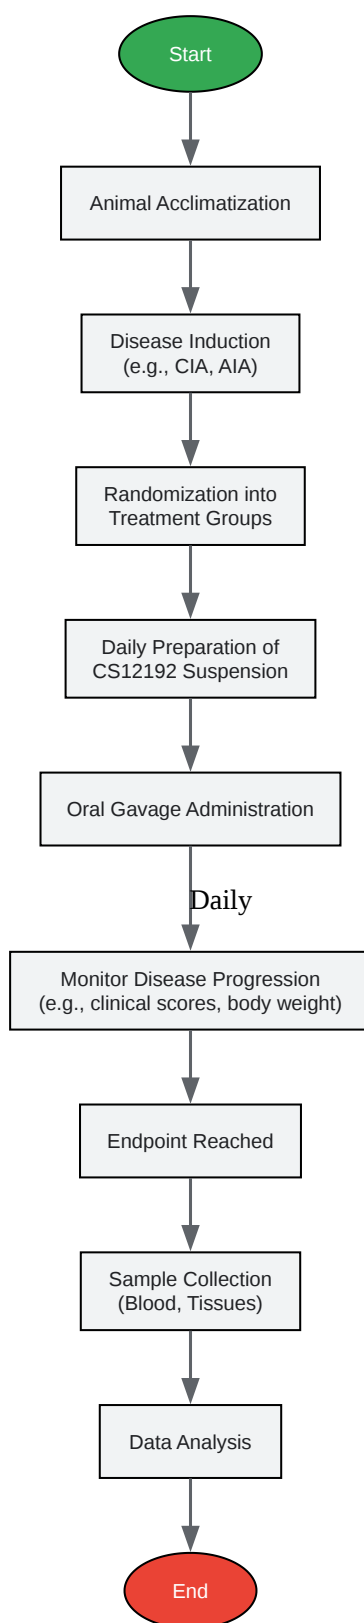 Start
Animal Acclimatization
Disease Induction
(e.g., CIA, AIA)
Randomization into
Treatment Groups
Daily Preparation of
CS12192 Suspension
Oral Gavage Administration
Daily
Monitor Disease Progression
(e.g., clinical scores, body weight)
Endpoint Reached
Sample Collection
(Blood, Tissues)
Data Analysis
End